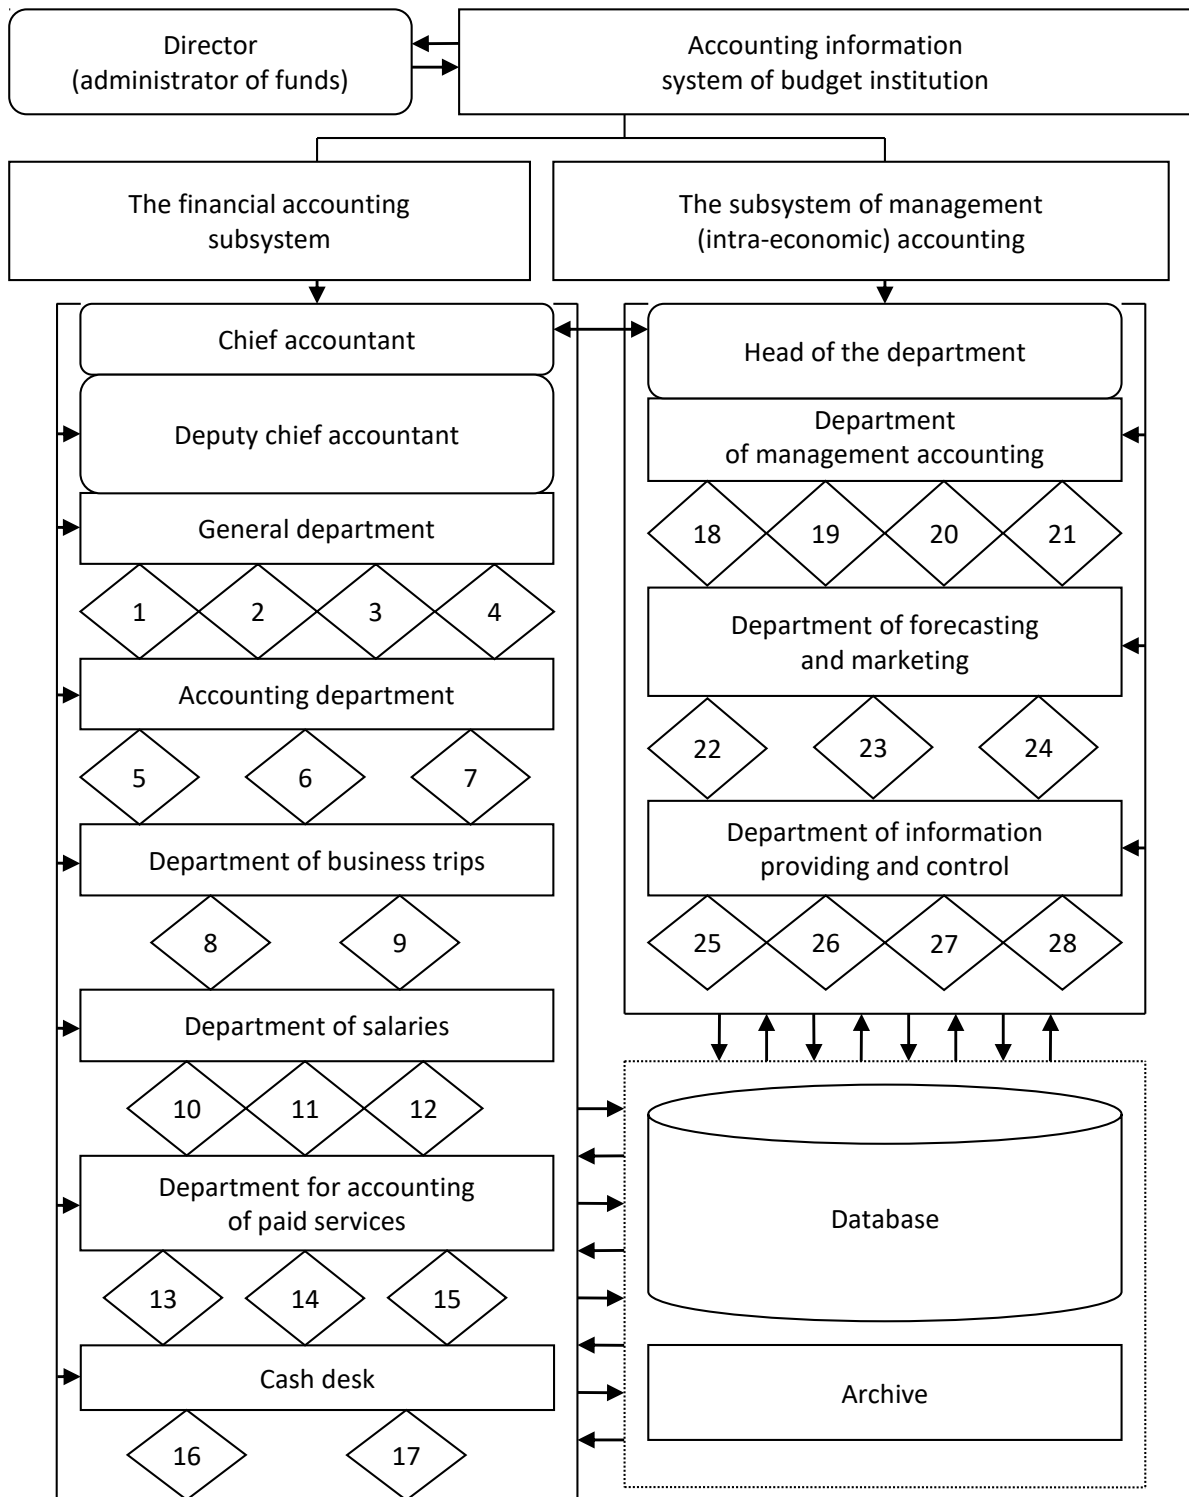 Director
(administrator of funds)
Accounting information
system of budget institution
The financial accounting
subsystem
The subsystem of management
(intra-economic) accounting
Chief accountant
Deputy chief accountant
General department
1 2 3 4
Accounting department
5 6 7
Department of business trips
8 9
Department of salaries
10 11 12
Department for accounting
of paid services
13 14 15
Cash desk
16 17
Head of the department
Department
of management accounting
18 19 20 21
Department of forecasting
and marketing
22 23 24
Department of information
providing and control
25 26 27 28
Database
Archive